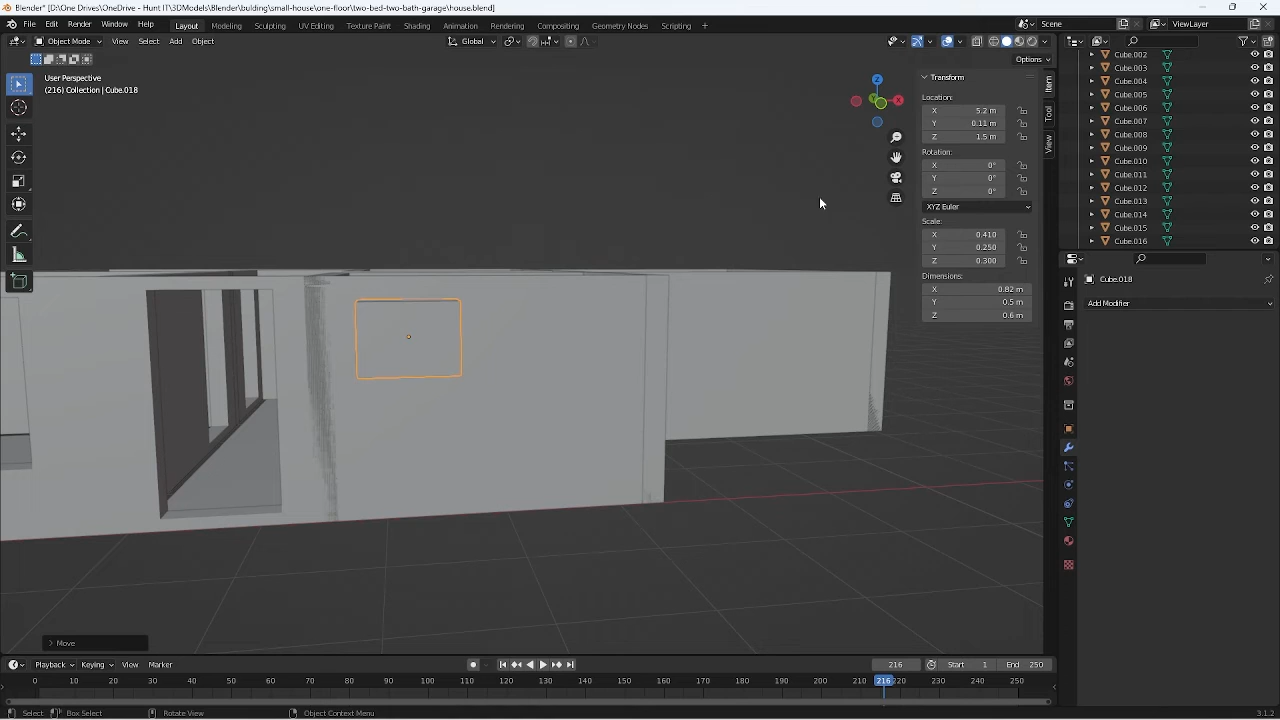 Blender* [D:\One Drives\OneDrive - Hunt IT\3DModels\Blender\bulding\small-house\one-floor\two-bed-two-bath-garage\house.blend]
File Edit Render Window Help Layout Modeling Sculpting UV Editing Texture Paint Shading Animation Rendering Compositing Geometry Nodes Scripting + Scene ViewLayer
Object Mode View Select Add Object Global
Options
User Perspective
(216) Collection | Cube.018
Transform
Location:
X 5.2 m
Y 0.11 m
Z 1.5 m
Rotation:
X 0°
Y 0°
Z 0°
XYZ Euler
Scale:
X 0.410
Y 0.250
Z 0.300
Dimensions:
X 0.82 m
Y 0.5 m
Z 0.6 m
Item
Tool
View
Z
X
Y
Cube.002
Cube.003
Cube.004
Cube.005
Cube.006
Cube.007
Cube.008
Cube.009
Cube.010
Cube.011
Cube.012
Cube.013
Cube.014
Cube.015
Cube.016
Cube.018
Add Modifier
Move
Playback Keying View Marker 216 Start 1 End 250
0 10 20 30 40 50 60 70 80 90 100 110 120 130 140 150 160 170 180 190 200 210 216 220 230 240 250
Select Box Select Rotate View Object Context Menu 3.1.2